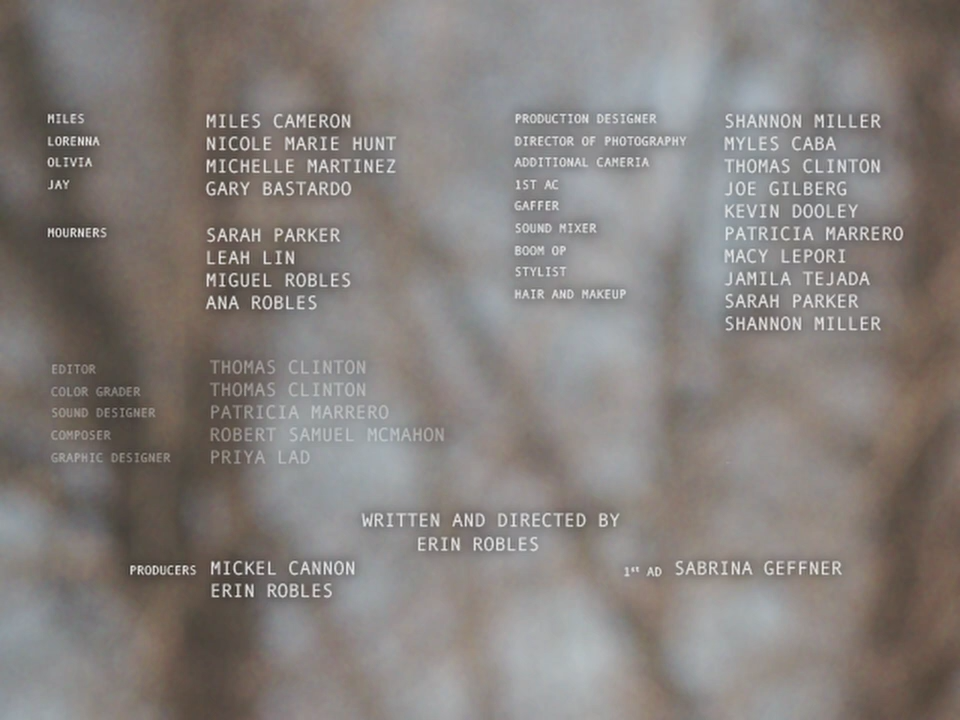 MILES MILES CAMERON
LORENNA NICOLE MARIE HUNT
OLIVIA MICHELLE MARTINEZ
JAY GARY BASTARDO
MOURNERS SARAH PARKER
LEAH LIN
MIGUEL ROBLES
ANA ROBLES
PRODUCTION DESIGNER SHANNON MILLER
DIRECTOR OF PHOTOGRAPHY MYLES CABA
ADDITIONAL CAMERIA THOMAS CLINTON
1ST AC JOE GILBERG
GAFFER KEVIN DOOLEY
SOUND MIXER PATRICIA MARRERO
BOOM OP MACY LEPORI
STYLIST JAMILA TEJADA
HAIR AND MAKEUP SARAH PARKER
SHANNON MILLER
EDITOR THOMAS CLINTON
COLOR GRADER THOMAS CLINTON
SOUND DESIGNER PATRICIA MARRERO
COMPOSER ROBERT SAMUEL MCMAHON
GRAPHIC DESIGNER PRIYA LAD
WRITTEN AND DIRECTED BY
ERIN ROBLES
PRODUCERS MICKEL CANNON
ERIN ROBLES
1st AD SABRINA GEFFNER